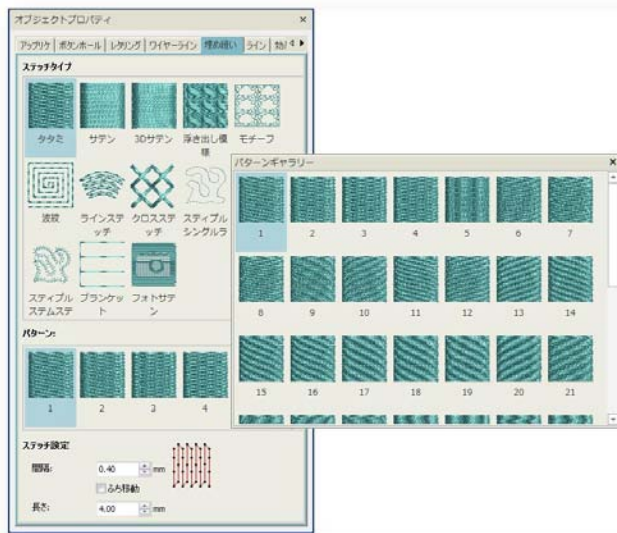 オブジェクトプロパティ
アップリケ ボタンホール レタリング ワイヤーライン 埋め縫い ライン
ステッチタイプ
タタミ サテン 3Dサテン 浮き出し模様 モチーフ
波紋 ラインステッチ クロスステッチ スティプルシングルラ
スティプルステムステ ブランケット フォトサテン
パターン:
1 2 3 4
ステッチ設定
間隔: 0.40 mm
ふち移動
長さ: 4.00 mm
パターンギャラリー
1 2 3 4 5 6 7
8 9 10 11 12 13 14
15 16 17 18 19 20 21